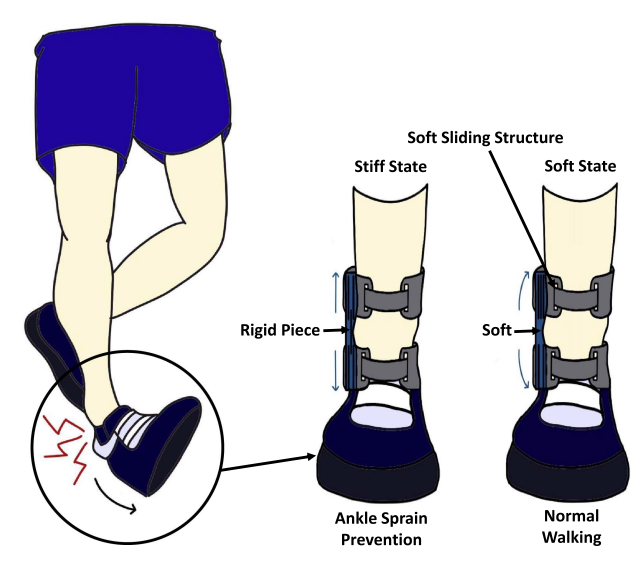 Soft Sliding Structure
Stiff State
Soft State
Rigid Piece
Soft
Ankle Sprain
Prevention
Normal
Walking